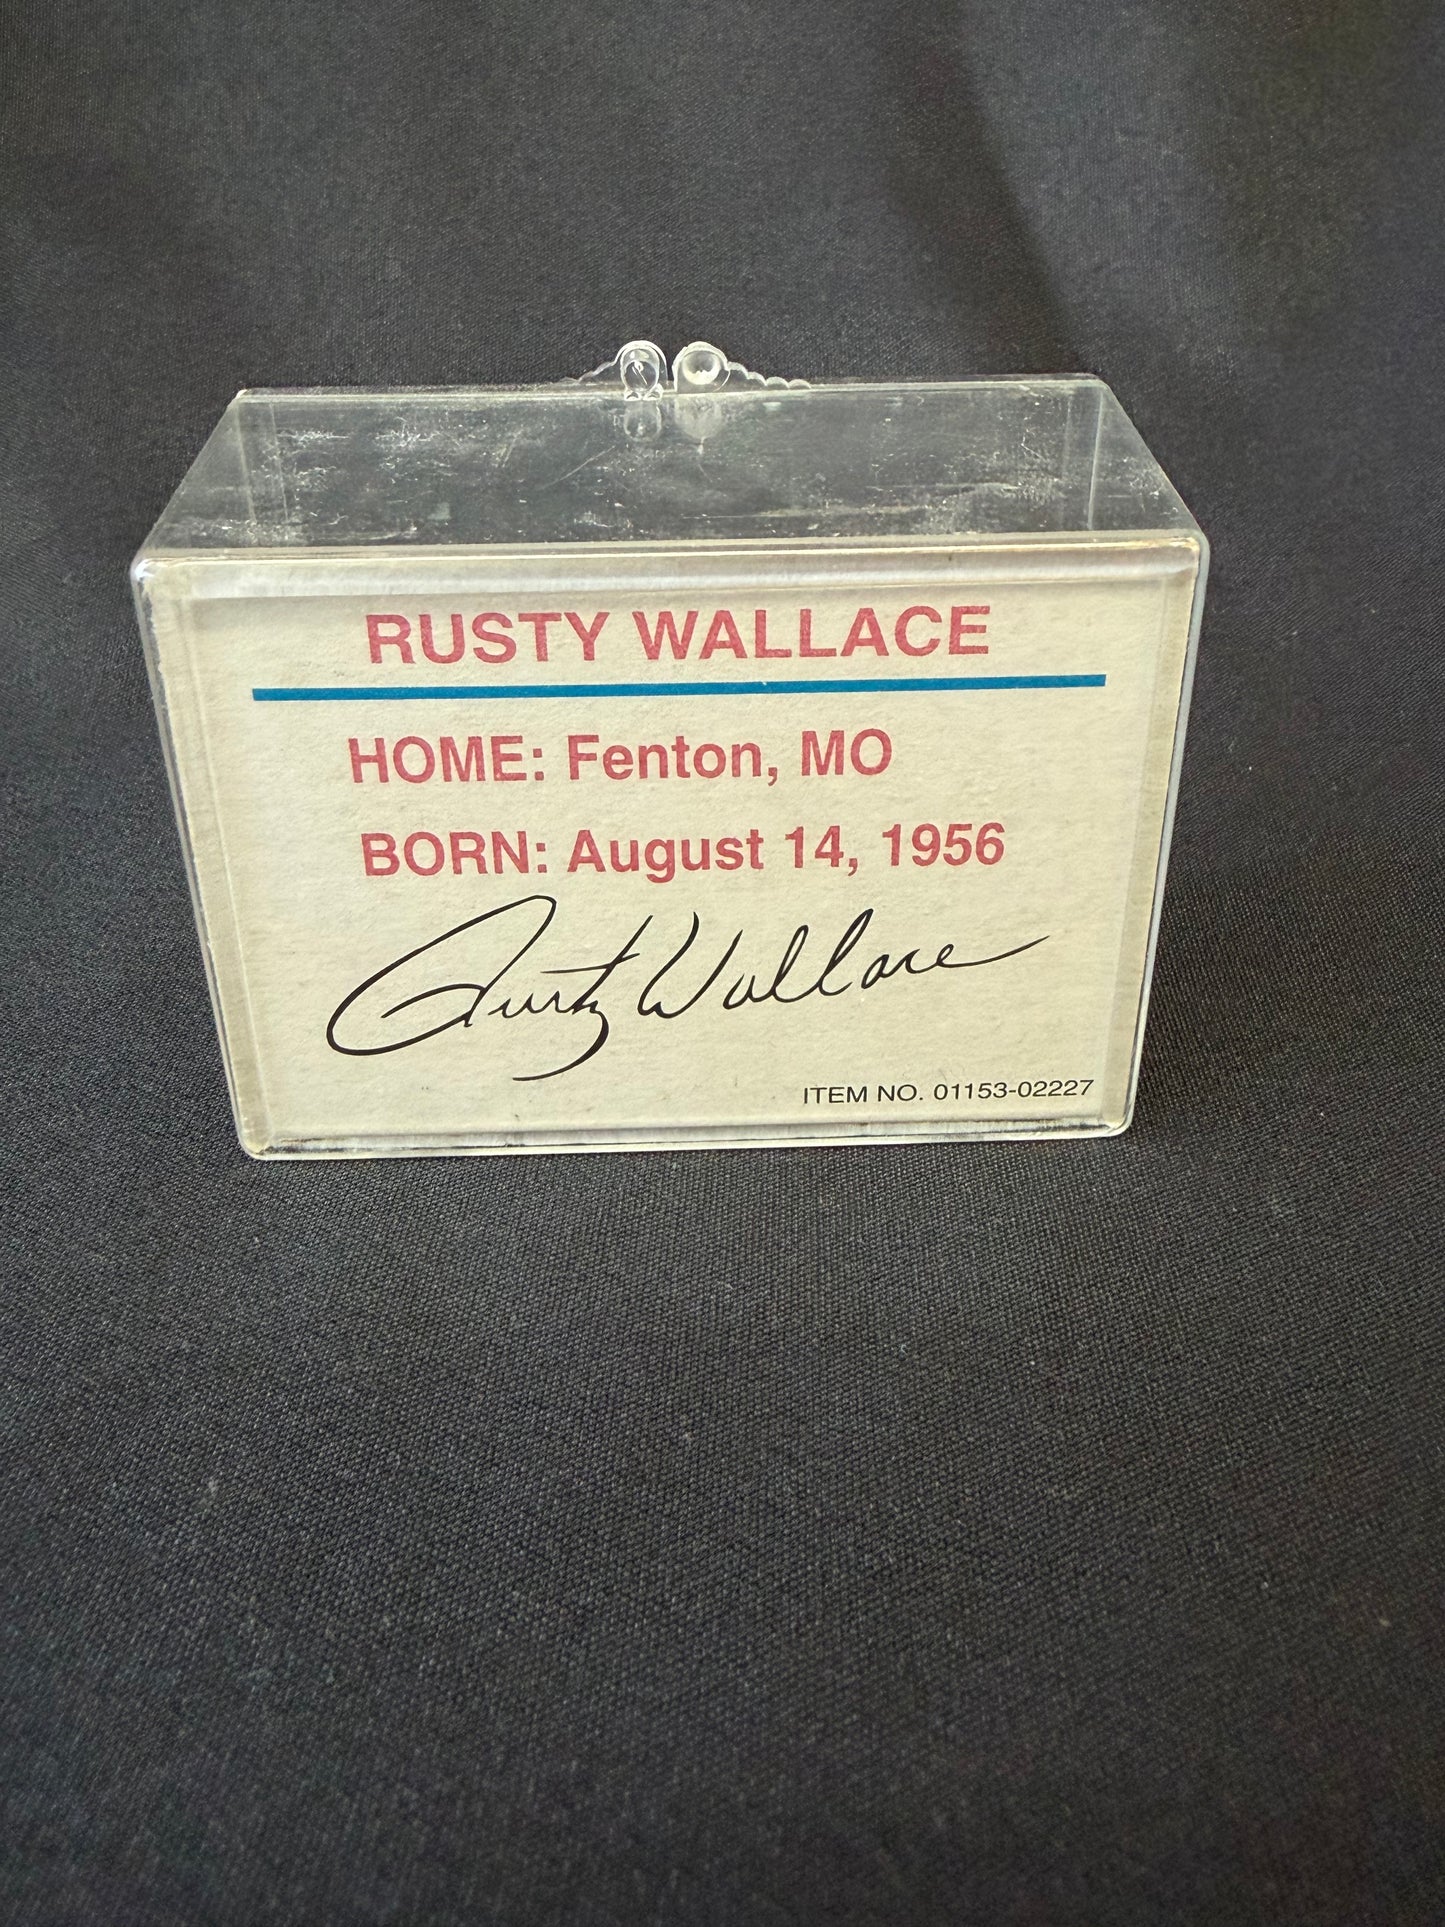 RUSTY WALLACE
HOME: Fenton, MO
BORN: August 14, 1956
Rusty Wallace
ITEM NO. 01153-02227